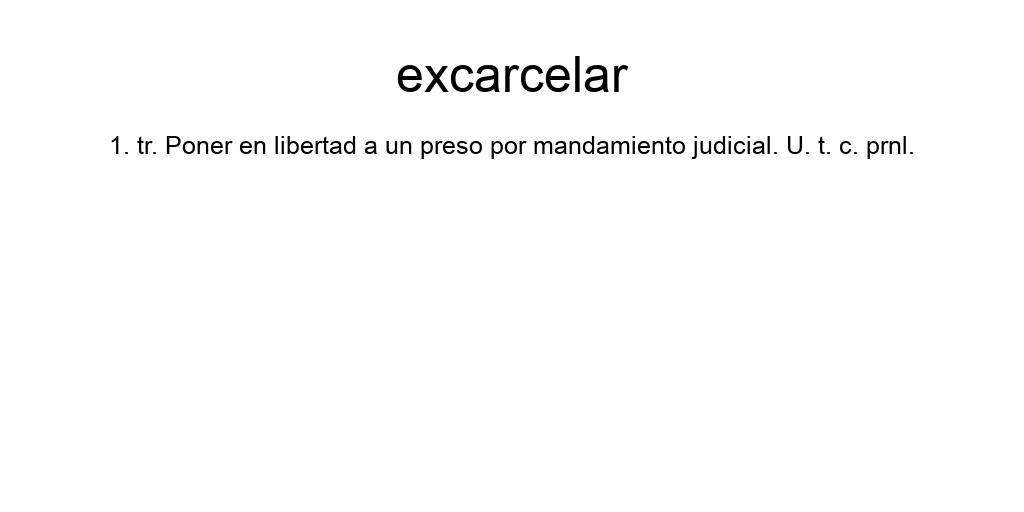 excarcelar
1. tr. Poner en libertad a un preso por mandamiento judicial. U. t. c. prnl.